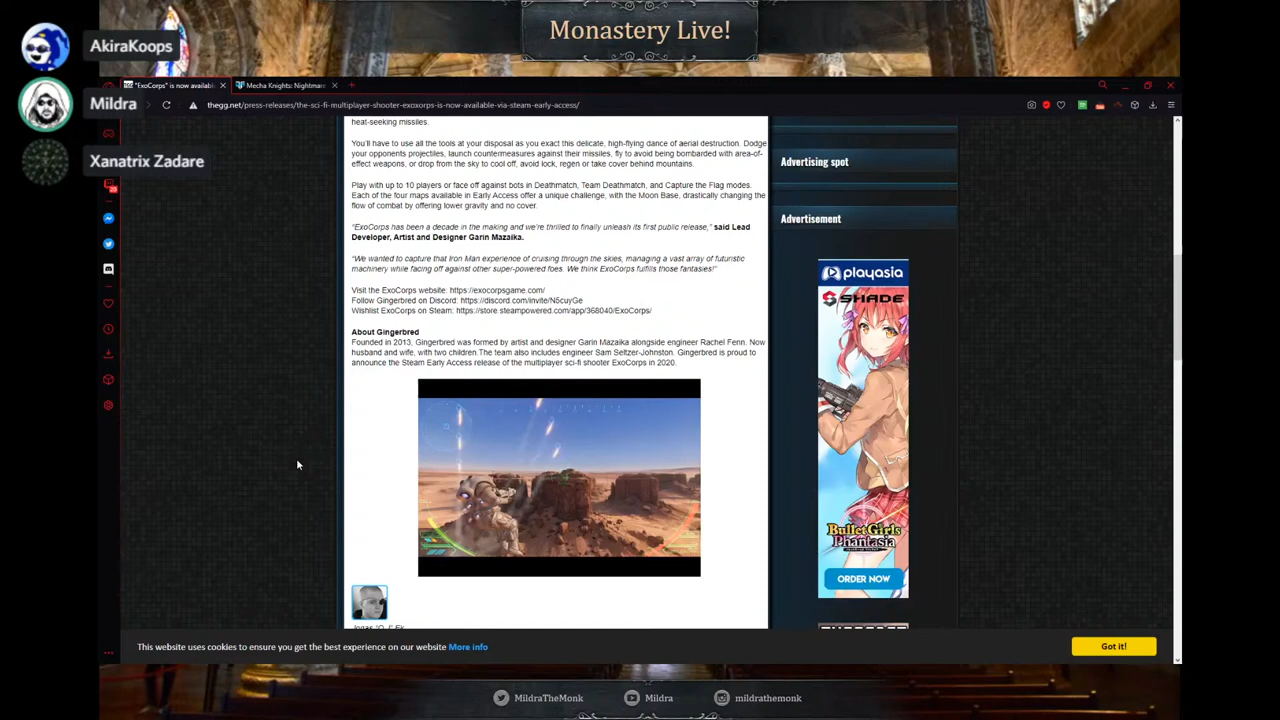 Monastery Live!
AkiraKoops
Mildra
Xanatrix Zadare
"ExoCorps" is now availab
Mecha Knights: Nightmare
thegg.net/press-releases/the-sci-fi-multiplayer-shooter-exoxorps-is-now-available-via-steam-early-access/
heat-seeking missiles.
You'll have to use all the tools at your disposal as you exact this delicate, high-flying dance of aerial destruction. Dodge
your opponents projectiles, launch countermeasures against their missiles, fly to avoid being bombarded with area-of-
effect weapons, or drop from the sky to cool off, avoid lock, regen or take cover behind mountains.
Play with up to 10 players or face off against bots in Deathmatch, Team Deathmatch, and Capture the Flag modes.
Each of the four maps available in Early Access offer a unique challenge, with the Moon Base, drastically changing the
flow of combat by offering lower gravity and no cover.
“ExoCorps has been a decade in the making and we're thrilled to finally unleash its first public release,” said Lead
Developer, Artist and Designer Garin Mazaika.
“We wanted to capture that Iron Man experience of cruising through the skies, managing a vast array of futuristic
machinery while facing off against other super-powered foes. We think ExoCorps fulfills those fantasies!”
Visit the ExoCorps website: https://exocorpsgame.com/
Follow Gingerbred on Discord: https://discord.com/invite/N5cuyGe
Wishlist ExoCorps on Steam: https://store.steampowered.com/app/368040/ExoCorps/
About Gingerbred
Founded in 2013, Gingerbred was formed by artist and designer Garin Mazaika alongside engineer Rachel Fenn. Now
husband and wife, with two children.The team also includes engineer Sam Seltzer-Johnston. Gingerbred is proud to
announce the Steam Early Access release of the multiplayer sci-fi shooter ExoCorps in 2020.
Jonas "O.J" Ek
Advertising spot
Advertisement
playasia
SHADE
BulletGirls
Phantasia
ORDER NOW
This website uses cookies to ensure you get the best experience on our website More info
Got it!
MildraTheMonk
Mildra
mildrathemonk